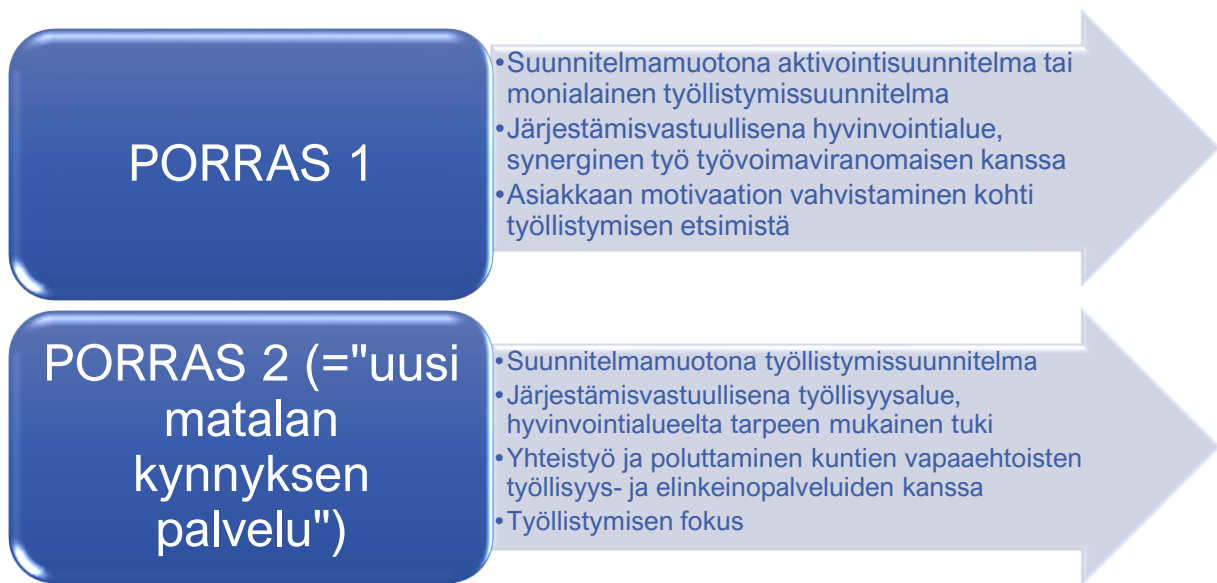 PORRAS 1
•Suunnitelmamuotona aktivointisuunnitelma tai
monialainen työllistymissuunnitelma
•Järjestämisvastuullisena hyvinvointialue,
synerginen työ työvoimaviranomaisen kanssa
•Asiakkaan motivaation vahvistaminen kohti
työllistymisen etsimistä
PORRAS 2 (="uusi
matalan
kynnyksen
palvelu")
•Suunnitelmamuotona työllistymissuunnitelma
•Järjestämisvastuullisena työllisyysalue,
hyvinvointialueelta tarpeen mukainen tuki
•Yhteistyö ja poluttaminen kuntien vapaaehtoisten
työllisyys- ja elinkeinopalveluiden kanssa
•Työllistymisen fokus